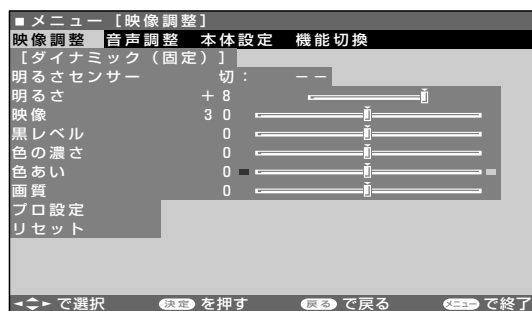 ■メニュー [映像調整]
映像調整 音声調整 本体設定 機能切換
[ダイナミック(固定)]
明るさセンサー 切: −−
明るさ +8
映像 30
黒レベル 0
色の濃さ 0
色あい 0
画質 0
プロ設定
リセット
で選択 決定 を押す 戻る で戻る メニュー で終了